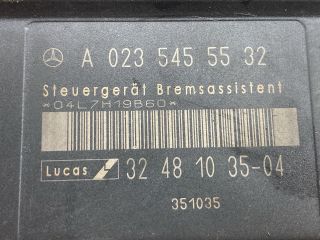 A 023 545 55 32
Steuergerät Bremsassistent
*04L7H19B60*
Lucas 32 48 10 35-04
351035